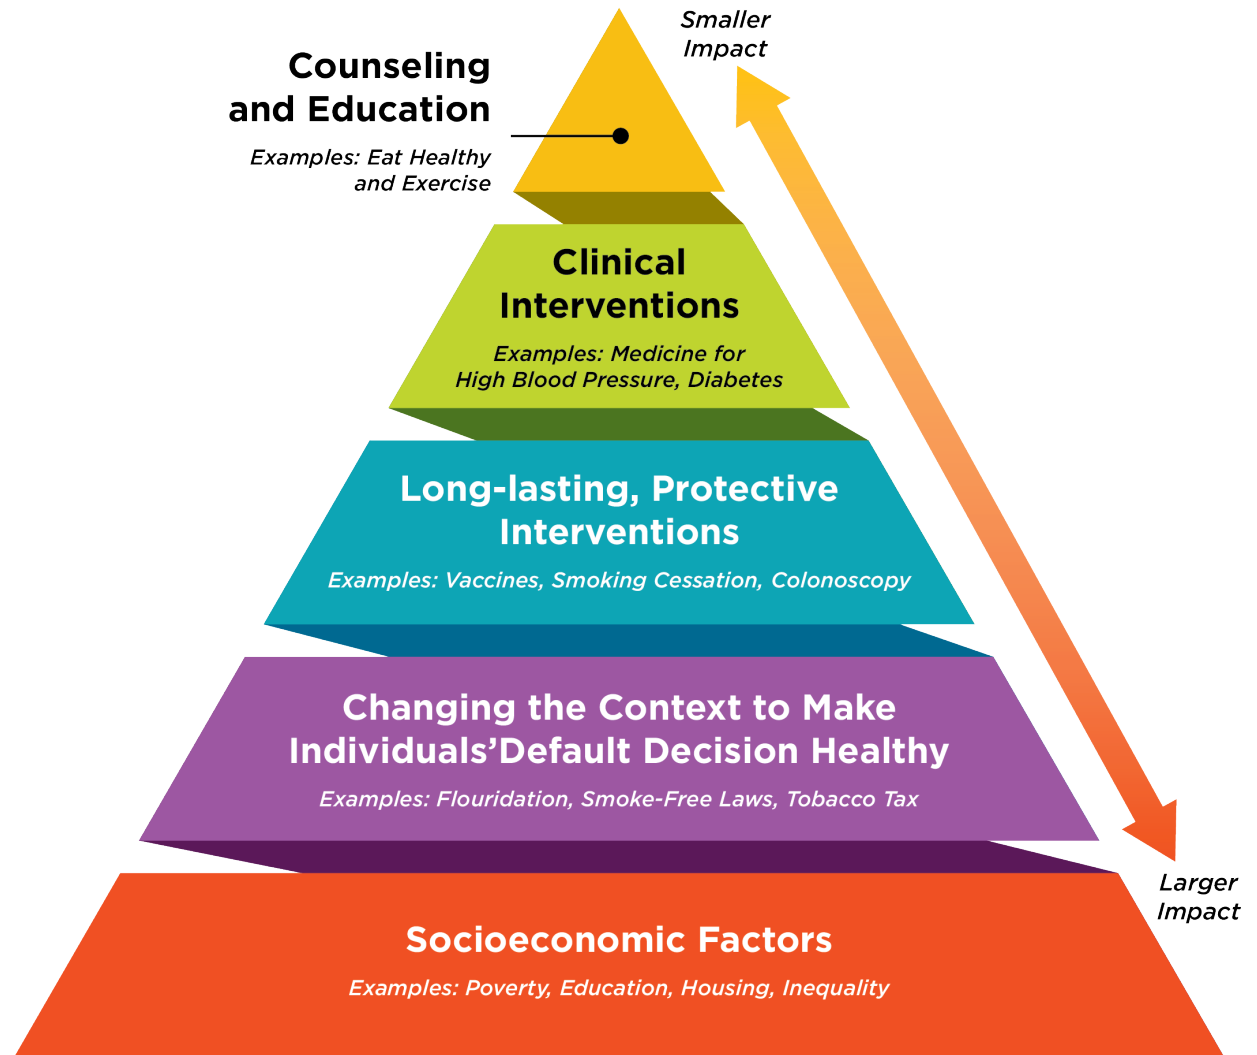 Smaller
Impact
Counseling
and Education
Examples: Eat Healthy
and Exercise
Clinical
Interventions
Examples: Medicine for
High Blood Pressure, Diabetes
Long-lasting, Protective
Interventions
Examples: Vaccines, Smoking Cessation, Colonoscopy
Changing the Context to Make
Individuals’Default Decision Healthy
Examples: Flouridation, Smoke-Free Laws, Tobacco Tax
Larger
Impact
Socioeconomic Factors
Examples: Poverty, Education, Housing, Inequality